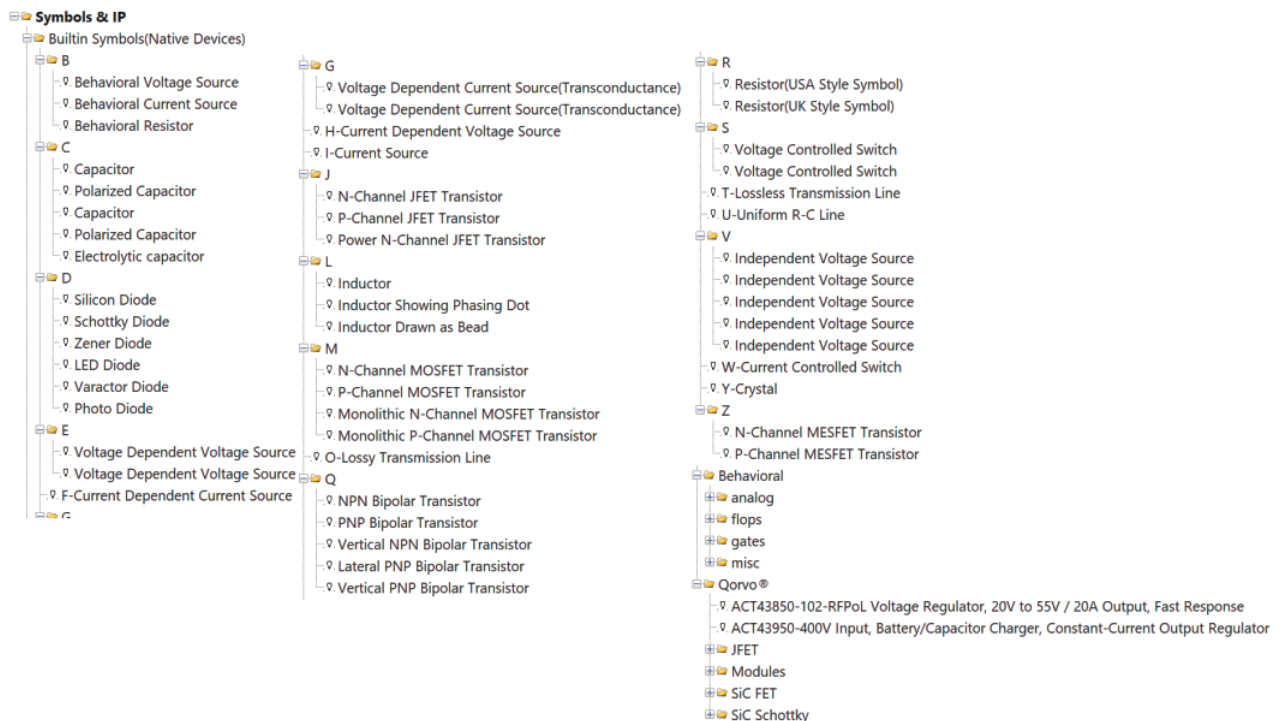 Symbols & IP
Builtin Symbols(Native Devices)
B
Behavioral Voltage Source
Behavioral Current Source
Behavioral Resistor
C
Capacitor
Polarized Capacitor
Capacitor
Polarized Capacitor
Electrolytic capacitor
D
Silicon Diode
Schottky Diode
Zener Diode
LED Diode
Varactor Diode
Photo Diode
E
Voltage Dependent Voltage Source
Voltage Dependent Voltage Source
F-Current Dependent Current Source
G
G
Voltage Dependent Current Source(Transconductance)
Voltage Dependent Current Source(Transconductance)
H-Current Dependent Voltage Source
I-Current Source
J
N-Channel JFET Transistor
P-Channel JFET Transistor
Power N-Channel JFET Transistor
L
Inductor
Inductor Showing Phasing Dot
Inductor Drawn as Bead
M
N-Channel MOSFET Transistor
P-Channel MOSFET Transistor
Monolithic N-Channel MOSFET Transistor
Monolithic P-Channel MOSFET Transistor
O-Lossy Transmission Line
Q
NPN Bipolar Transistor
PNP Bipolar Transistor
Vertical NPN Bipolar Transistor
Lateral PNP Bipolar Transistor
Vertical PNP Bipolar Transistor
R
Resistor(USA Style Symbol)
Resistor(UK Style Symbol)
S
Voltage Controlled Switch
Voltage Controlled Switch
T-Lossless Transmission Line
U-Uniform R-C Line
V
Independent Voltage Source
Independent Voltage Source
Independent Voltage Source
Independent Voltage Source
Independent Voltage Source
W-Current Controlled Switch
Y-Crystal
Z
N-Channel MESFET Transistor
P-Channel MESFET Transistor
Behavioral
analog
flops
gates
misc
Qorvo®
ACT43850-102-RFPoL Voltage Regulator, 20V to 55V / 20A Output, Fast Response
ACT43950-400V Input, Battery/Capacitor Charger, Constant-Current Output Regulator
JFET
Modules
SiC FET
SiC Schottky